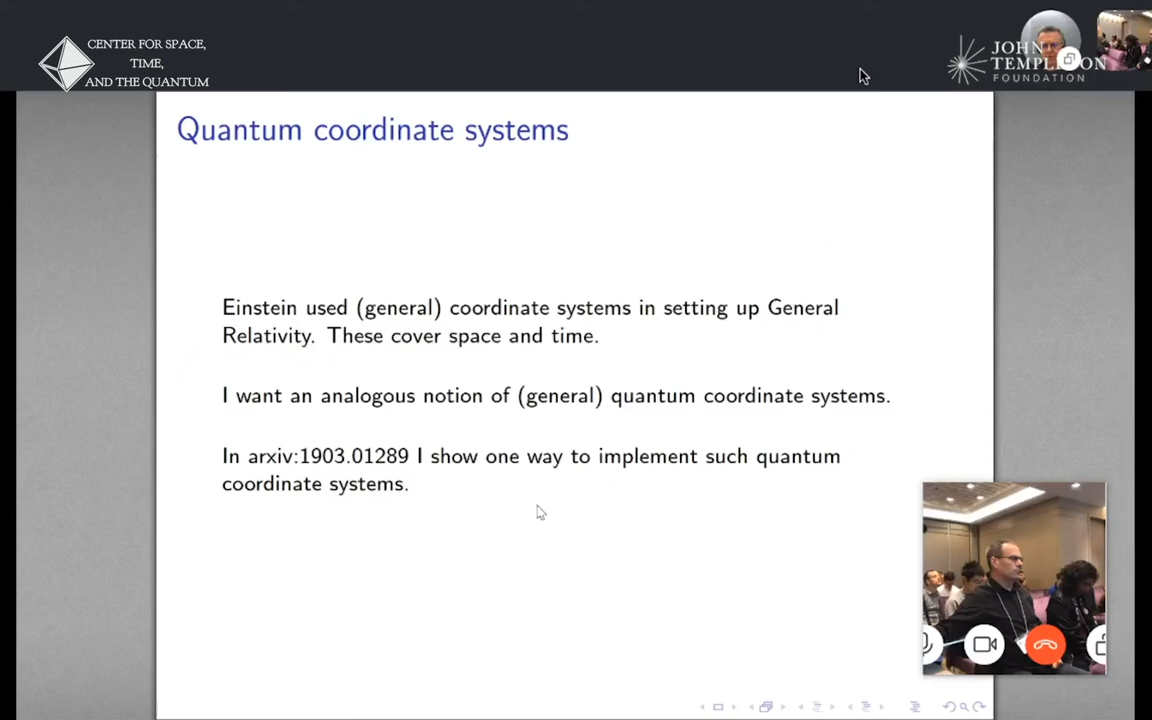 CENTER FOR SPACE,
TIME,
AND THE QUANTUM
JOHN
TEMPLETON
FOUNDATION
Quantum coordinate systems
Einstein used (general) coordinate systems in setting up General
Relativity. These cover space and time.
I want an analogous notion of (general) quantum coordinate systems.
In arxiv:1903.01289 I show one way to implement such quantum
coordinate systems.